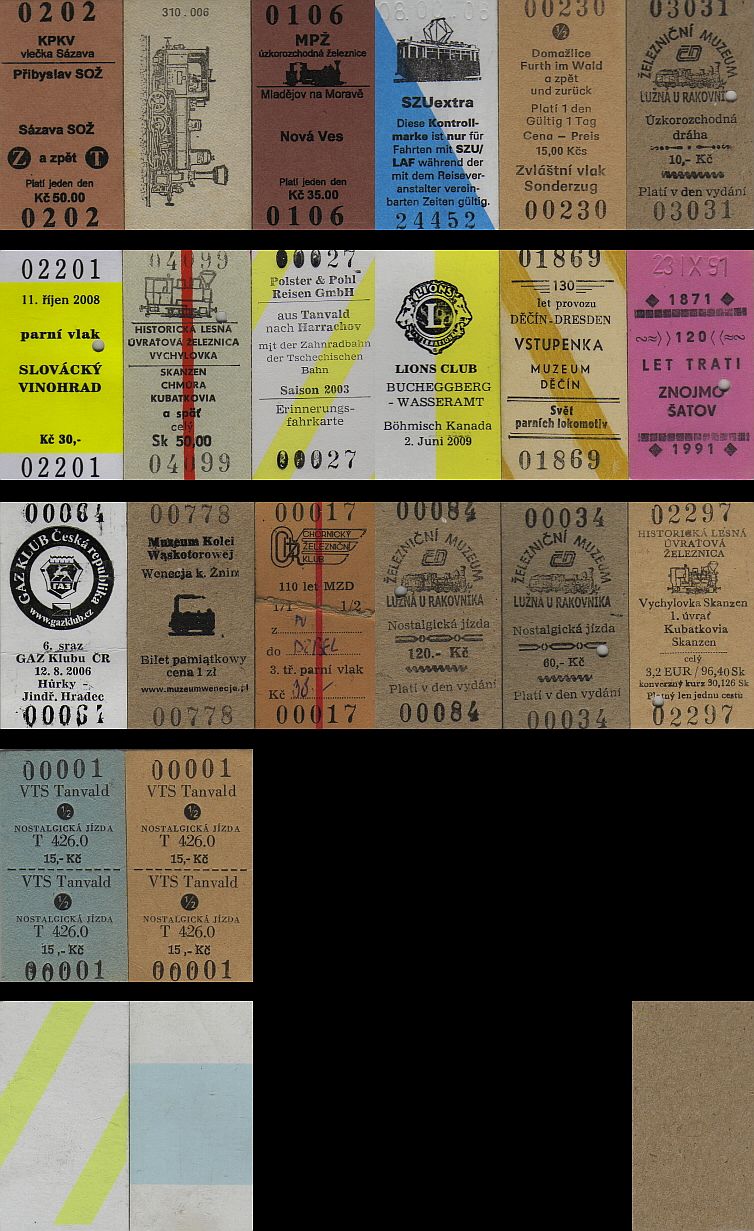 0202
KPKV
vlečka Sázava
Přibyslav SOŽ
Sázava SOŽ
Z a zpět T
Platí jeden den
Kč 50.00
0202
310.006
0106
MPŽ
úzkorozchodná železnice
Mladějov na Moravě
Nová Ves
Platí jeden den
Kč 35.00
0106
SZUextra
Diese Kontroll-
marke ist nur für
Fahrten mit SZU/
LAF während der
mit dem Reisever-
anstalter verein-
barten Zeiten gültig.
24452
00230
½
Domažlice
Furth im Wald
a zpět
und zurück
Platí 1 den
Gültig 1 Tag
Cena – Preis
15,00 Kčs
Zvláštní vlak
Sonderzug
00230
03031
ŽELEZNIČNÍ MUZEUM
ČD
LUŽNÁ U RAKOVNÍKA
Úzkorozchodná
dráha
10,- Kč
Platí v den vydání
03031
02201
11. říjen 2008
parní vlak
SLOVÁCKÝ
VINOHRAD
Kč 30,-
02201
04099
HISTORICKÁ LESNÁ
ÚVRAŤOVÁ ŽELEZNICA
VYCHYLOVKA
SKANZEN
CHMÚRA
KUBATKOVIA
a späť
celý
Sk 50,00
04099
00027
Polster & Pohl
Reisen GmbH
aus Tanvald
nach Harrachov
mit der Zahnradbahn
der Tschechischen
Bahn
Saison 2003
Erinnerungs-
fahrkarte
00027
LIONS
L
INTERNATIONAL
LIONS CLUB
BUCHEGGBERG
- WASSERAMT
Böhmisch Kanada
2. Juni 2009
01869
130
let provozu
DĚČÍN-DRESDEN
VSTUPENKA
MUZEUM
DĚČÍN
Svět
parních lokomotiv
01869
23 IX 91
1871
120
LET TRATI
ZNOJMO
ŠATOV
1991
00064
GAZ KLUB Česká republika
ГАЗ
www.gazklub.cz
6. sraz
GAZ Klubu ČR
12. 8. 2006
Hůrky -
Jindř. Hradec
00067
00778
Muzeum Kolei
Wąskotorowej
Wenecja k. Żnina
Bilet pamiątkowy
cena 1 zł
www.muzeumwenecja.pl
00778
00017
CHORNICKÝ
ŽELEZNIČNÍ
KLUB
110 let MZD
1/1 1/2
z
do
3. tř. parní vlak
Kč
00017
00084
ŽELEZNIČNÍ MUZEUM
ČD
LUŽNÁ U RAKOVNÍKA
Nostalgická jízda
120.- Kč
Platí v den vydání
00084
00034
ŽELEZNIČNÍ MUZEUM
ČD
LUŽNÁ U RAKOVNÍKA
Nostalgická jízda
60,- Kč
Platí v den vydání
00034
02297
HISTORICKÁ LESNÁ
ÚVRAŤOVÁ
ŽELEZNICA
Vychylovka Skanzen
1. úvrať
Kubatkovia
Skanzen
celý
3,2 EUR / 96,40 Sk
konverzný kurz 30,126 Sk
Platný len jednu cestu
02297
00001
VTS Tanvald
½
NOSTALGICKÁ JÍZDA
T 426.0
15,- Kč
VTS Tanvald
½
NOSTALGICKÁ JÍZDA
T 426.0
15,- Kč
00001
00001
VTS Tanvald
½
NOSTALGICKÁ JÍZDA
T 426.0
15,- Kč
VTS Tanvald
½
NOSTALGICKÁ JÍZDA
T 426.0
15,- Kč
00001